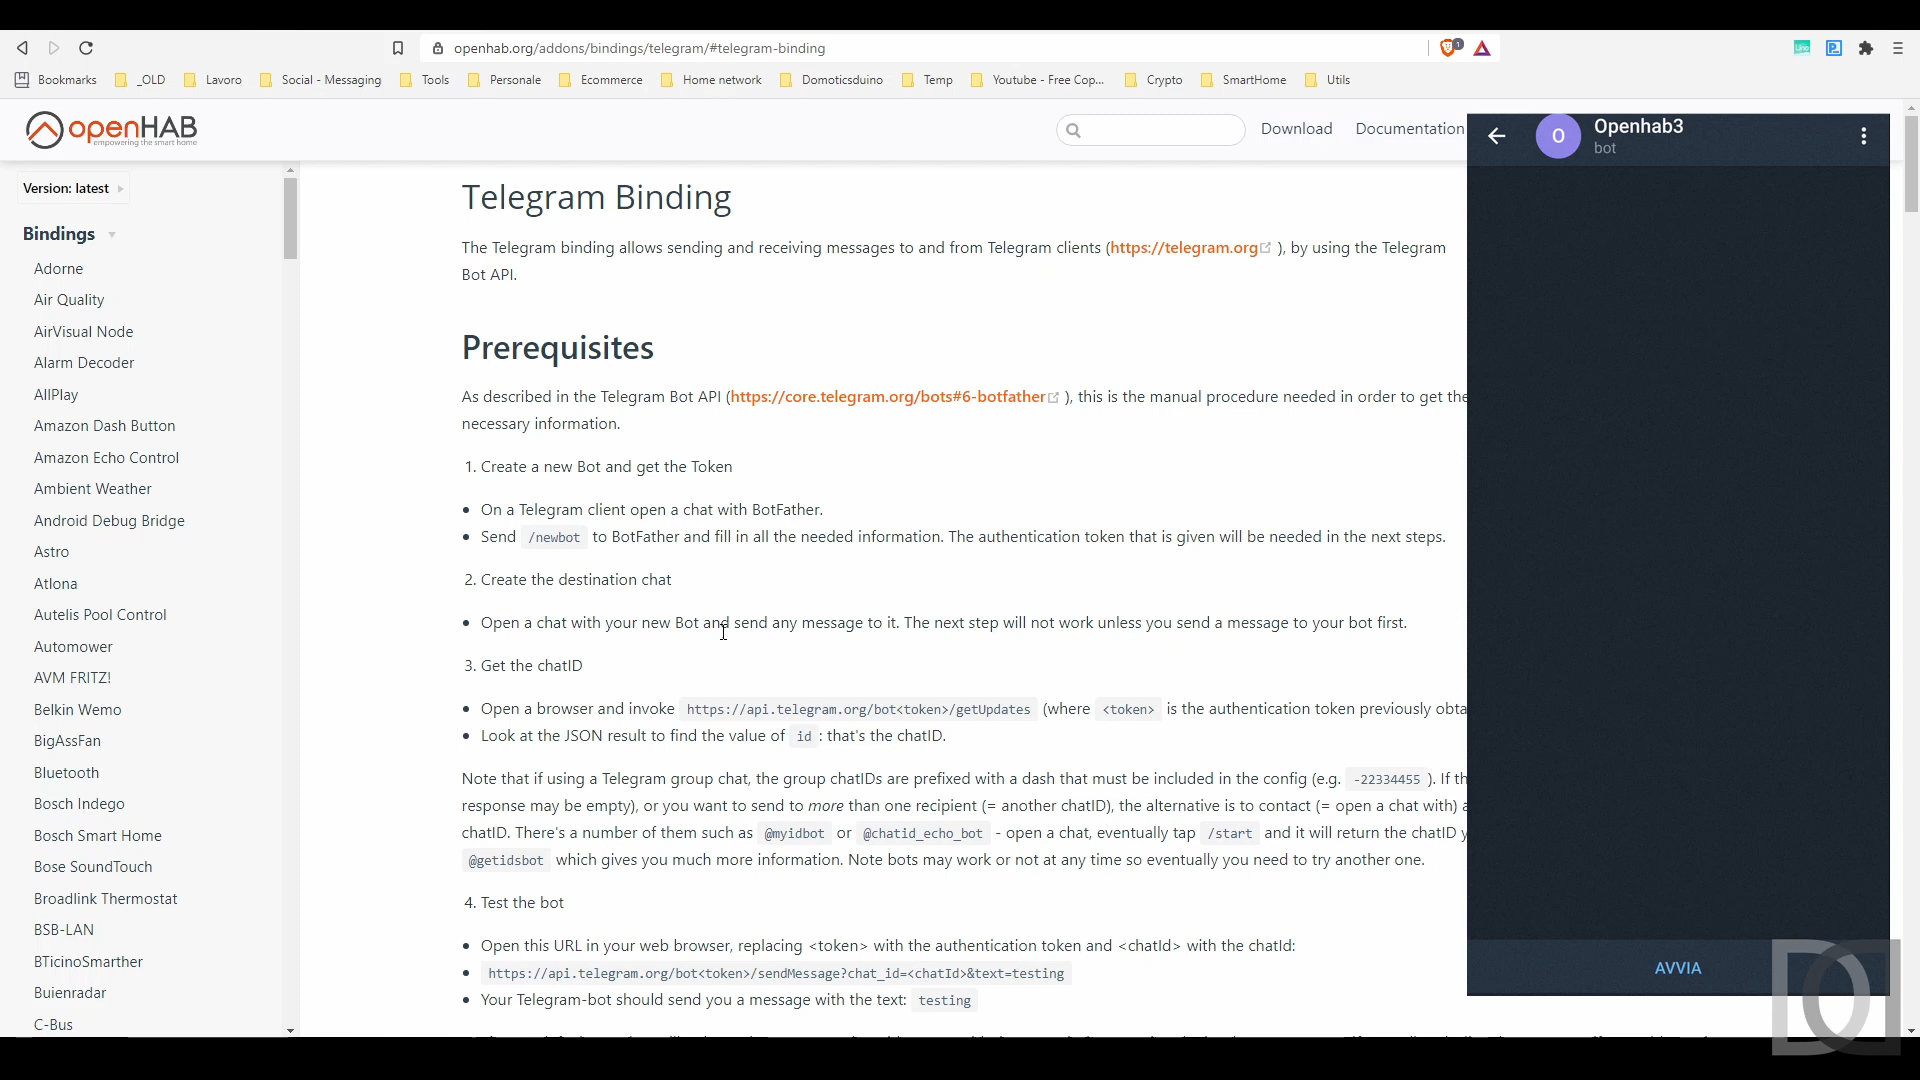 openhab.org/addons/bindings/telegram/#telegram-binding
1
Bookmarks _OLD Lavoro Social - Messaging Tools Personale Ecommerce Home network Domoticsduino Temp Youtube - Free Cop... Crypto SmartHome Utils
openHAB
empowering the smart home
Download Documentation
Version: latest
Bindings
Adorne
Air Quality
AirVisual Node
Alarm Decoder
AllPlay
Amazon Dash Button
Amazon Echo Control
Ambient Weather
Android Debug Bridge
Astro
Atlona
Autelis Pool Control
Automower
AVM FRITZ!
Belkin Wemo
BigAssFan
Bluetooth
Bosch Indego
Bosch Smart Home
Bose SoundTouch
Broadlink Thermostat
BSB-LAN
BTicinoSmarther
Buienradar
C-Bus
Telegram Binding
The Telegram binding allows sending and receiving messages to and from Telegram clients (https://telegram.org ), by using the Telegram
Bot API.
Prerequisites
As described in the Telegram Bot API (https://core.telegram.org/bots#6-botfather ), this is the manual procedure needed in order to get the
necessary information.
1. Create a new Bot and get the Token
• On a Telegram client open a chat with BotFather.
• Send /newbot to BotFather and fill in all the needed information. The authentication token that is given will be needed in the next steps.
2. Create the destination chat
• Open a chat with your new Bot and send any message to it. The next step will not work unless you send a message to your bot first.
3. Get the chatID
• Open a browser and invoke https://api.telegram.org/bot<token>/getUpdates (where <token> is the authentication token previously obta
• Look at the JSON result to find the value of id : that's the chatID.
Note that if using a Telegram group chat, the group chatIDs are prefixed with a dash that must be included in the config (e.g. -22334455 ). If th
response may be empty), or you want to send to more than one recipient (= another chatID), the alternative is to contact (= open a chat with) a
chatID. There's a number of them such as @myidbot or @chatid_echo_bot - open a chat, eventually tap /start and it will return the chatID y
@getidsbot which gives you much more information. Note bots may work or not at any time so eventually you need to try another one.
4. Test the bot
• Open this URL in your web browser, replacing <token> with the authentication token and <chatId> with the chatId:
• https://api.telegram.org/bot<token>/sendMessage?chat_id=<chatId>&text=testing
• Your Telegram-bot should send you a message with the text: testing
O
Openhab3
bot
AVVIA